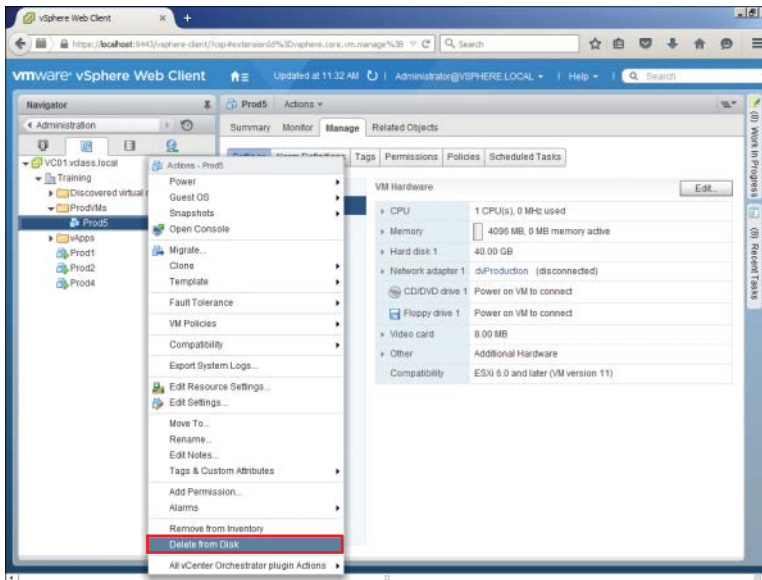 vSphere Web Client
https://localhost:9443/vsphere-client/?csp#extensionId%3Dvsphere.core.vm.manage%3B
Search
vmware® vSphere Web Client
Updated at 11:32 AM
Administrator@VSPHERE.LOCAL
Help
Search
Navigator
Administration
VC01.vdass.local
Training
Discovered virtual
ProdVMs
Prod5
vApps
Prod1
Prod2
Prod4
Prod5 Actions
Summary Monitor Manage Related Objects
Tags Permissions Policies Scheduled Tasks
VM Hardware
Edit...
CPU 1 CPU(s), 0 MHz used
Memory 4096 MB, 0 MB memory active
Hard disk 1 40.00 GB
Network adapter 1 dvProduction (disconnected)
CD/DVD drive 1 Power on VM to connect
Floppy drive 1 Power on VM to connect
Video card 8.00 MB
Other Additional Hardware
Compatibility ESXi 6.0 and later (VM version 11)
Actions - Prod5
Power
Guest OS
Snapshots
Open Console
Migrate...
Clone
Template
Fault Tolerance
VM Policies
Compatibility
Export System Logs...
Edit Resource Settings...
Edit Settings...
Move To...
Rename...
Edit Notes...
Tags & Custom Attributes
Add Permission...
Alarms
Remove from Inventory
Delete from Disk
All vCenter Orchestrator plugin Actions
(0) Work In Progress
(8) Recent Tasks